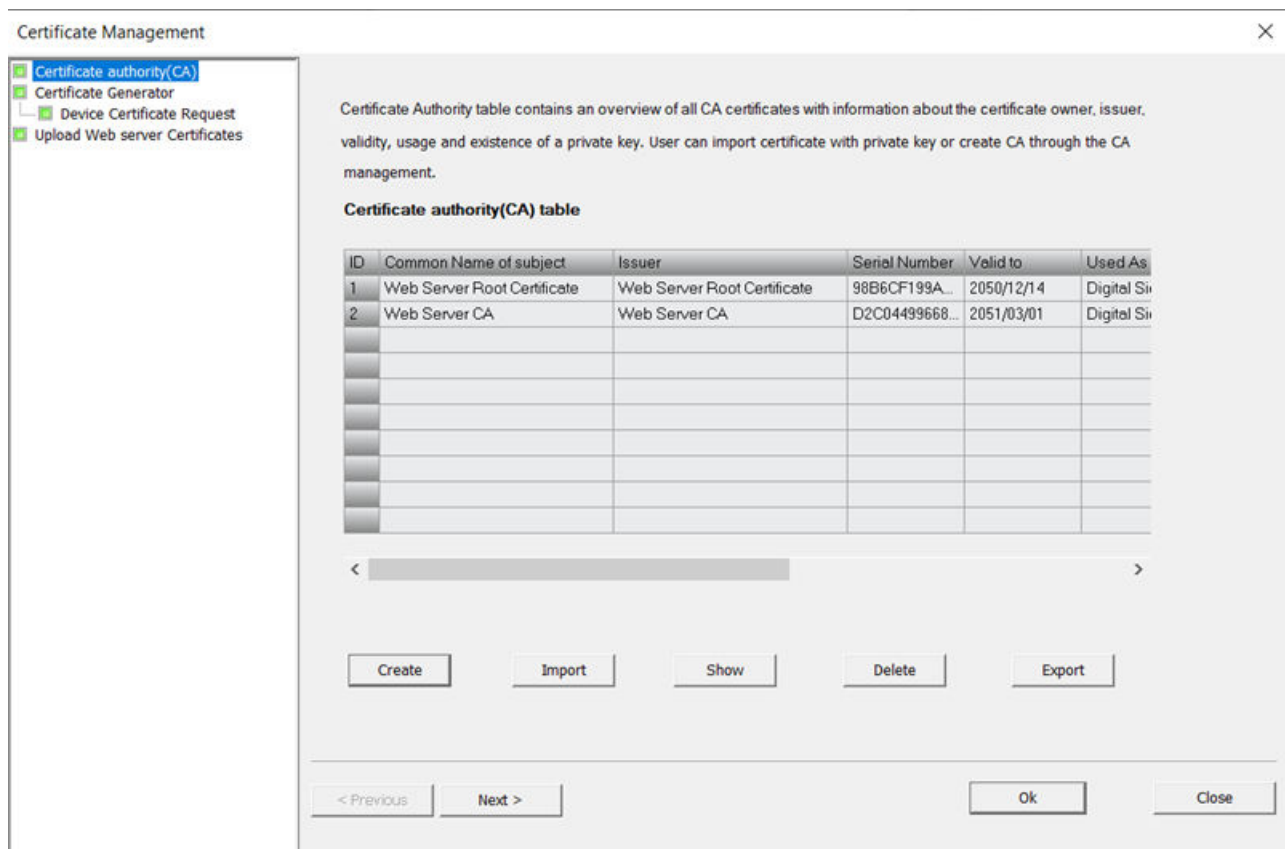 Certificate Management
Certificate authority(CA)
Certificate Generator
Device Certificate Request
Upload Web server Certificates
Certificate Authority table contains an overview of all CA certificates with information about the certificate owner, issuer,
validity, usage and existence of a private key. User can import certificate with private key or create CA through the CA
management.
Certificate authority(CA) table
ID Common Name of subject Issuer Serial Number Valid to Used As
1 Web Server Root Certificate Web Server Root Certificate 98B6CF199A... 2050/12/14 Digital Sig
2 Web Server CA Web Server CA D2C04499668... 2051/03/01 Digital Sig
< >
Create Import Show Delete Export
< Previous Next > Ok Close